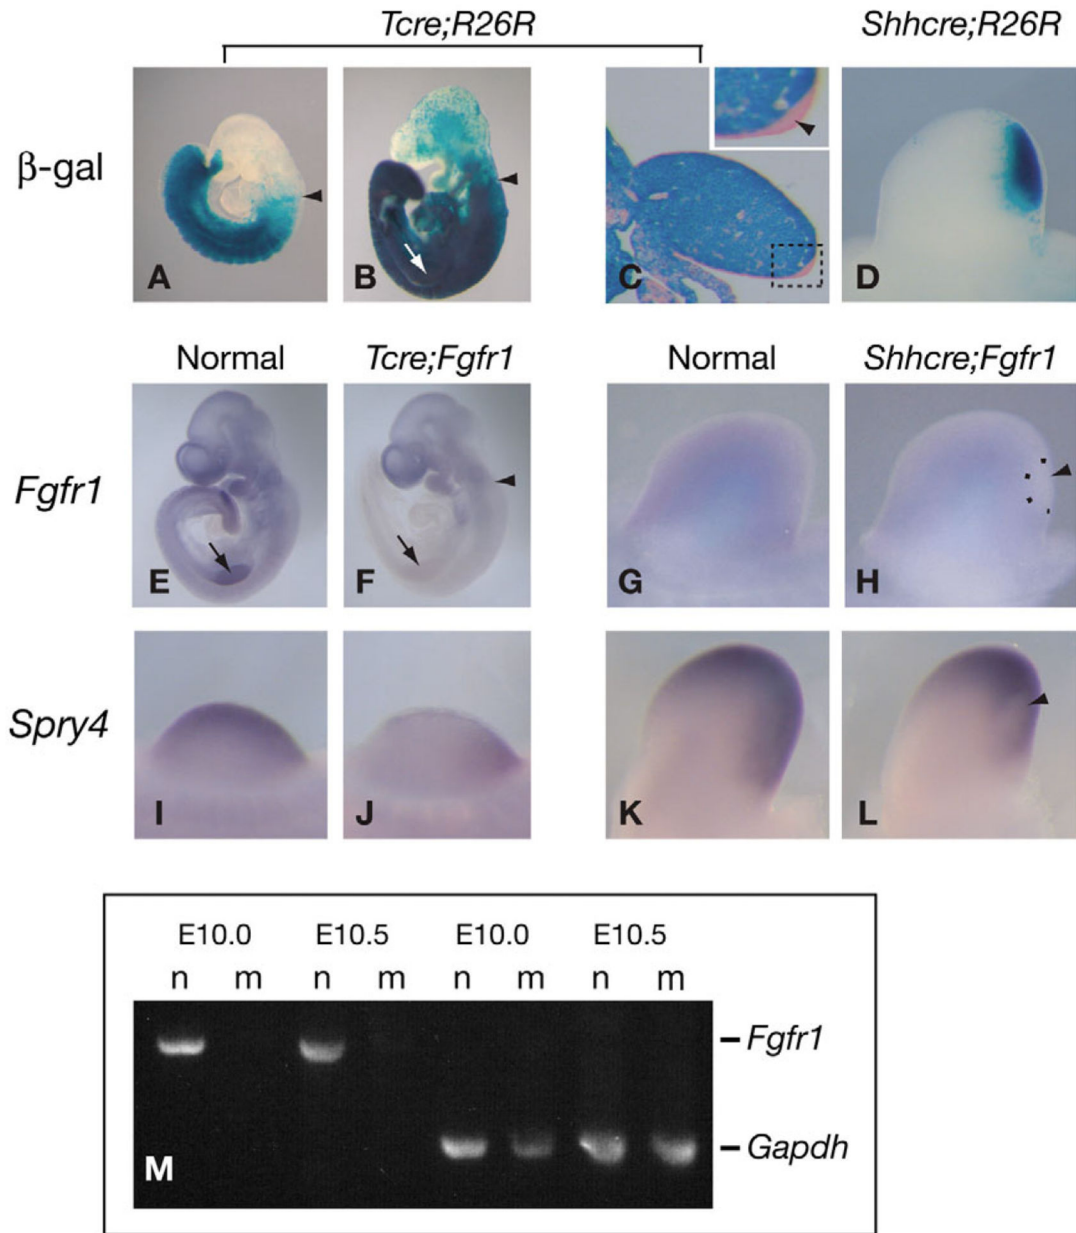 Tcre;R26R Shhcre;R26R
β-gal
A B C D
Normal Tcre;Fgfr1 Normal Shhcre;Fgfr1
Fgfr1
E F G H
Spry4
I J K L
E10.0 E10.5 E10.0 E10.5
n m n m n m n m
Fgfr1
Gapdh
M